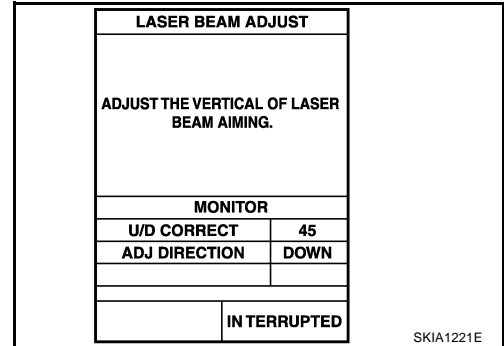 LASER BEAM ADJUST
ADJUST THE VERTICAL OF LASER
BEAM AIMING.
MONITOR
U/D CORRECT 45
ADJ DIRECTION DOWN
INTERRUPTED
SKIA1221E